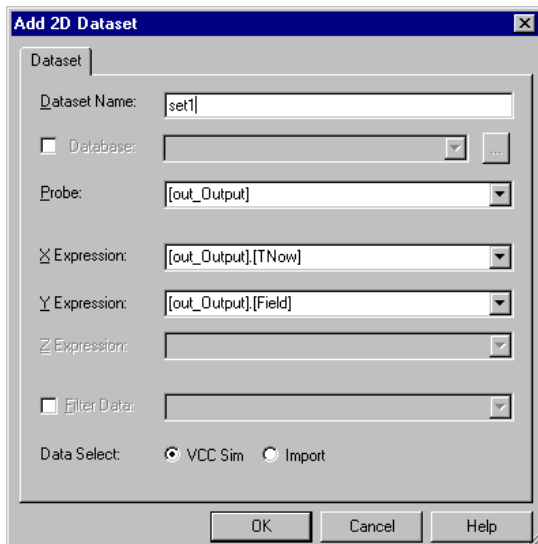 Add 2D Dataset
Dataset
Dataset Name: set1
Database: ...
Probe: [out_Output]
X Expression: [out_Output].[TNow]
Y Expression: [out_Output].[Field]
Z Expression:
Filter Data:
Data Select: VCC Sim Import
OK Cancel Help